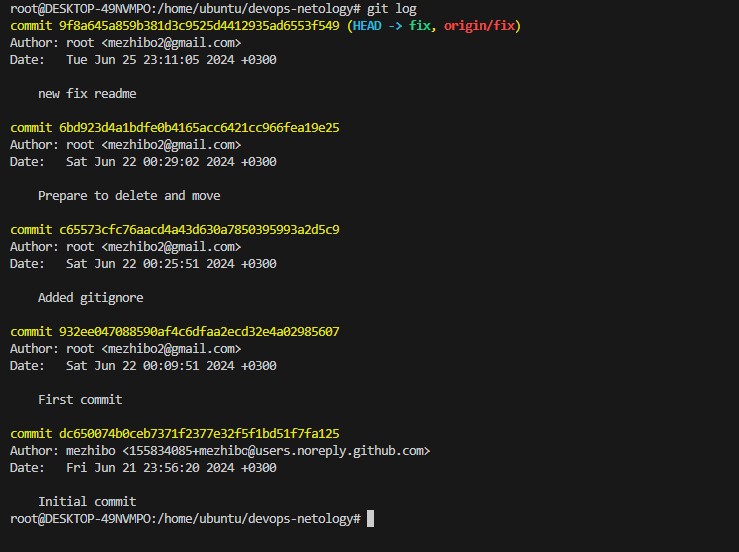 root@DESKTOP-49NVMPO:/home/ubuntu/devops-netology# git log
commit 9f8a645a859b381d3c9525d4412935ad6553f549 (HEAD -> fix, origin/fix)
Author: root <mezhibo2@gmail.com>
Date:   Tue Jun 25 23:11:05 2024 +0300
    new fix readme
commit 6bd923d4a1bdfe0b4165acc6421cc966fea19e25
Author: root <mezhibo2@gmail.com>
Date:   Sat Jun 22 00:29:02 2024 +0300
    Prepare to delete and move
commit c65573cfc76aacd4a43d630a7850395993a2d5c9
Author: root <mezhibo2@gmail.com>
Date:   Sat Jun 22 00:25:51 2024 +0300
    Added gitignore
commit 932ee047088590af4c6dfaa2ecd32e4a02985607
Author: root <mezhibo2@gmail.com>
Date:   Sat Jun 22 00:09:51 2024 +0300
    First commit
commit dc650074b0ceb7371f2377e32f5f1bd51f7fa125
Author: mezhibo <155834085+mezhibo@users.noreply.github.com>
Date:   Fri Jun 21 23:56:20 2024 +0300
    Initial commit
root@DESKTOP-49NVMPO:/home/ubuntu/devops-netology#